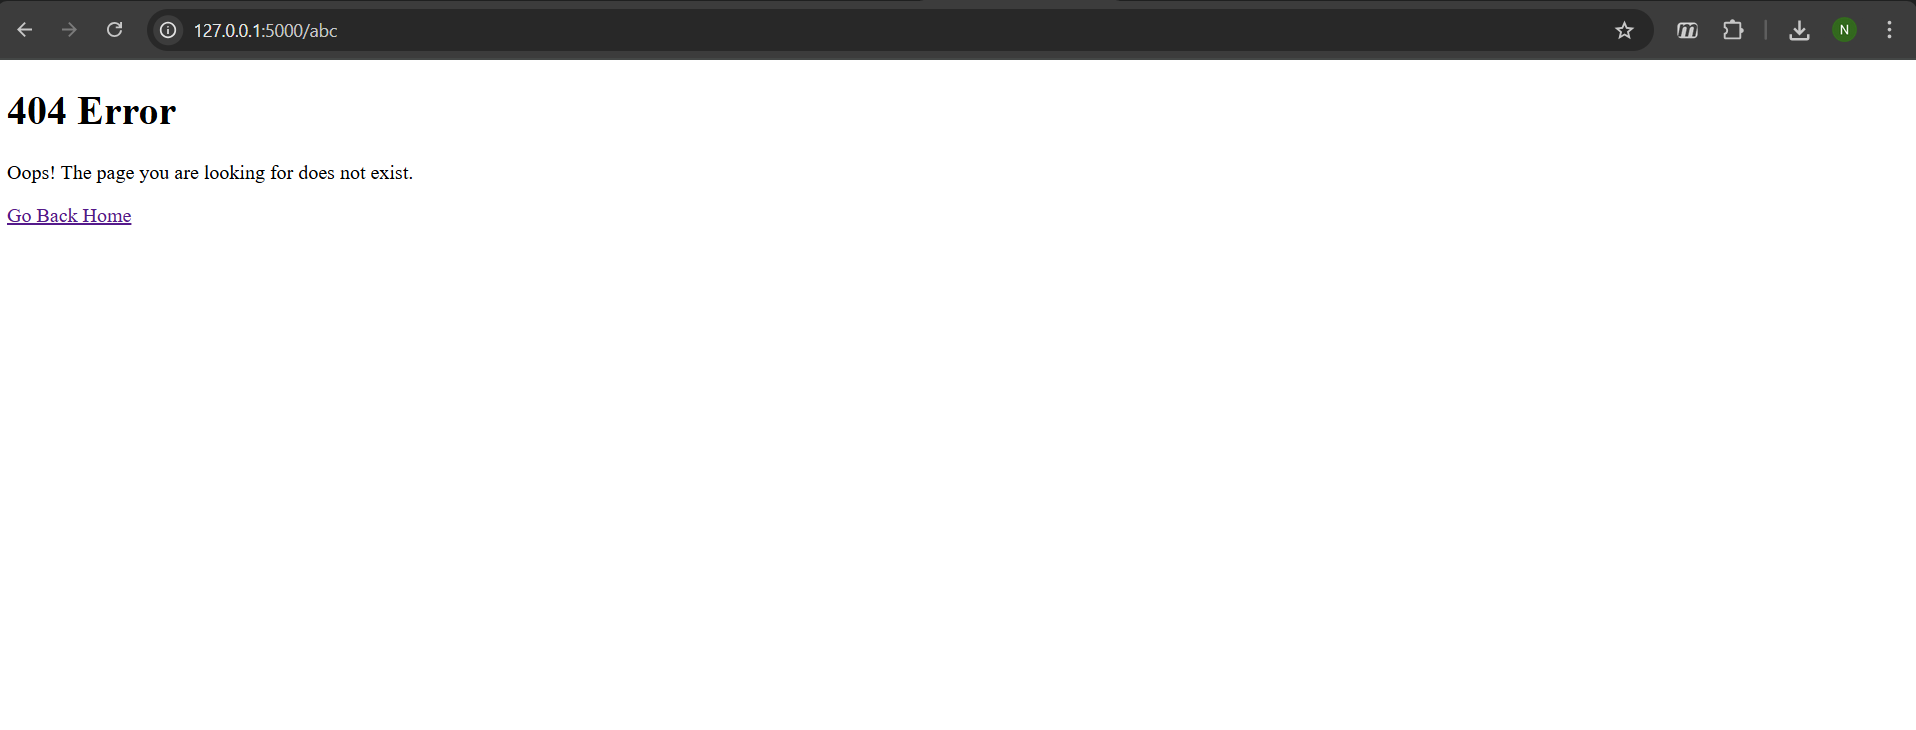 127.0.0.1:5000/abc
N
404 Error
Oops! The page you are looking for does not exist.
Go Back Home